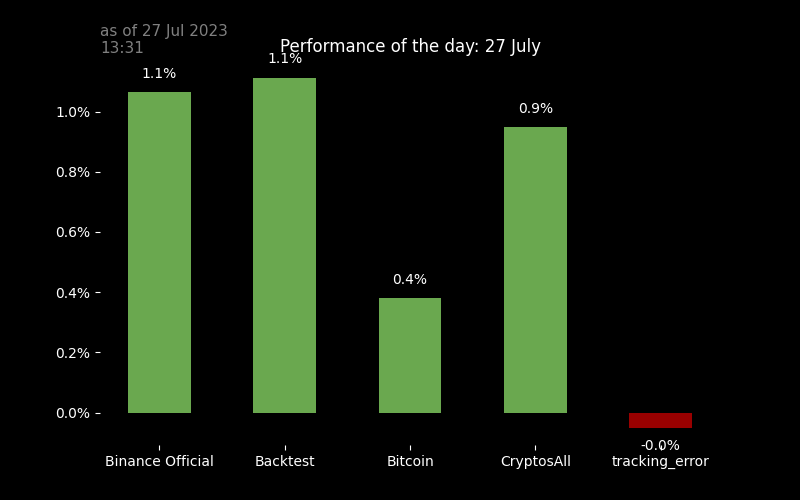 as of 27 Jul 2023
13:31
Performance of the day: 27 July
1.1%
1.1%
0.4%
0.9%
-0.0%
1.0%
0.8%
0.6%
0.4%
0.2%
0.0%
Binance Official
Backtest
Bitcoin
CryptosAll
tracking_error